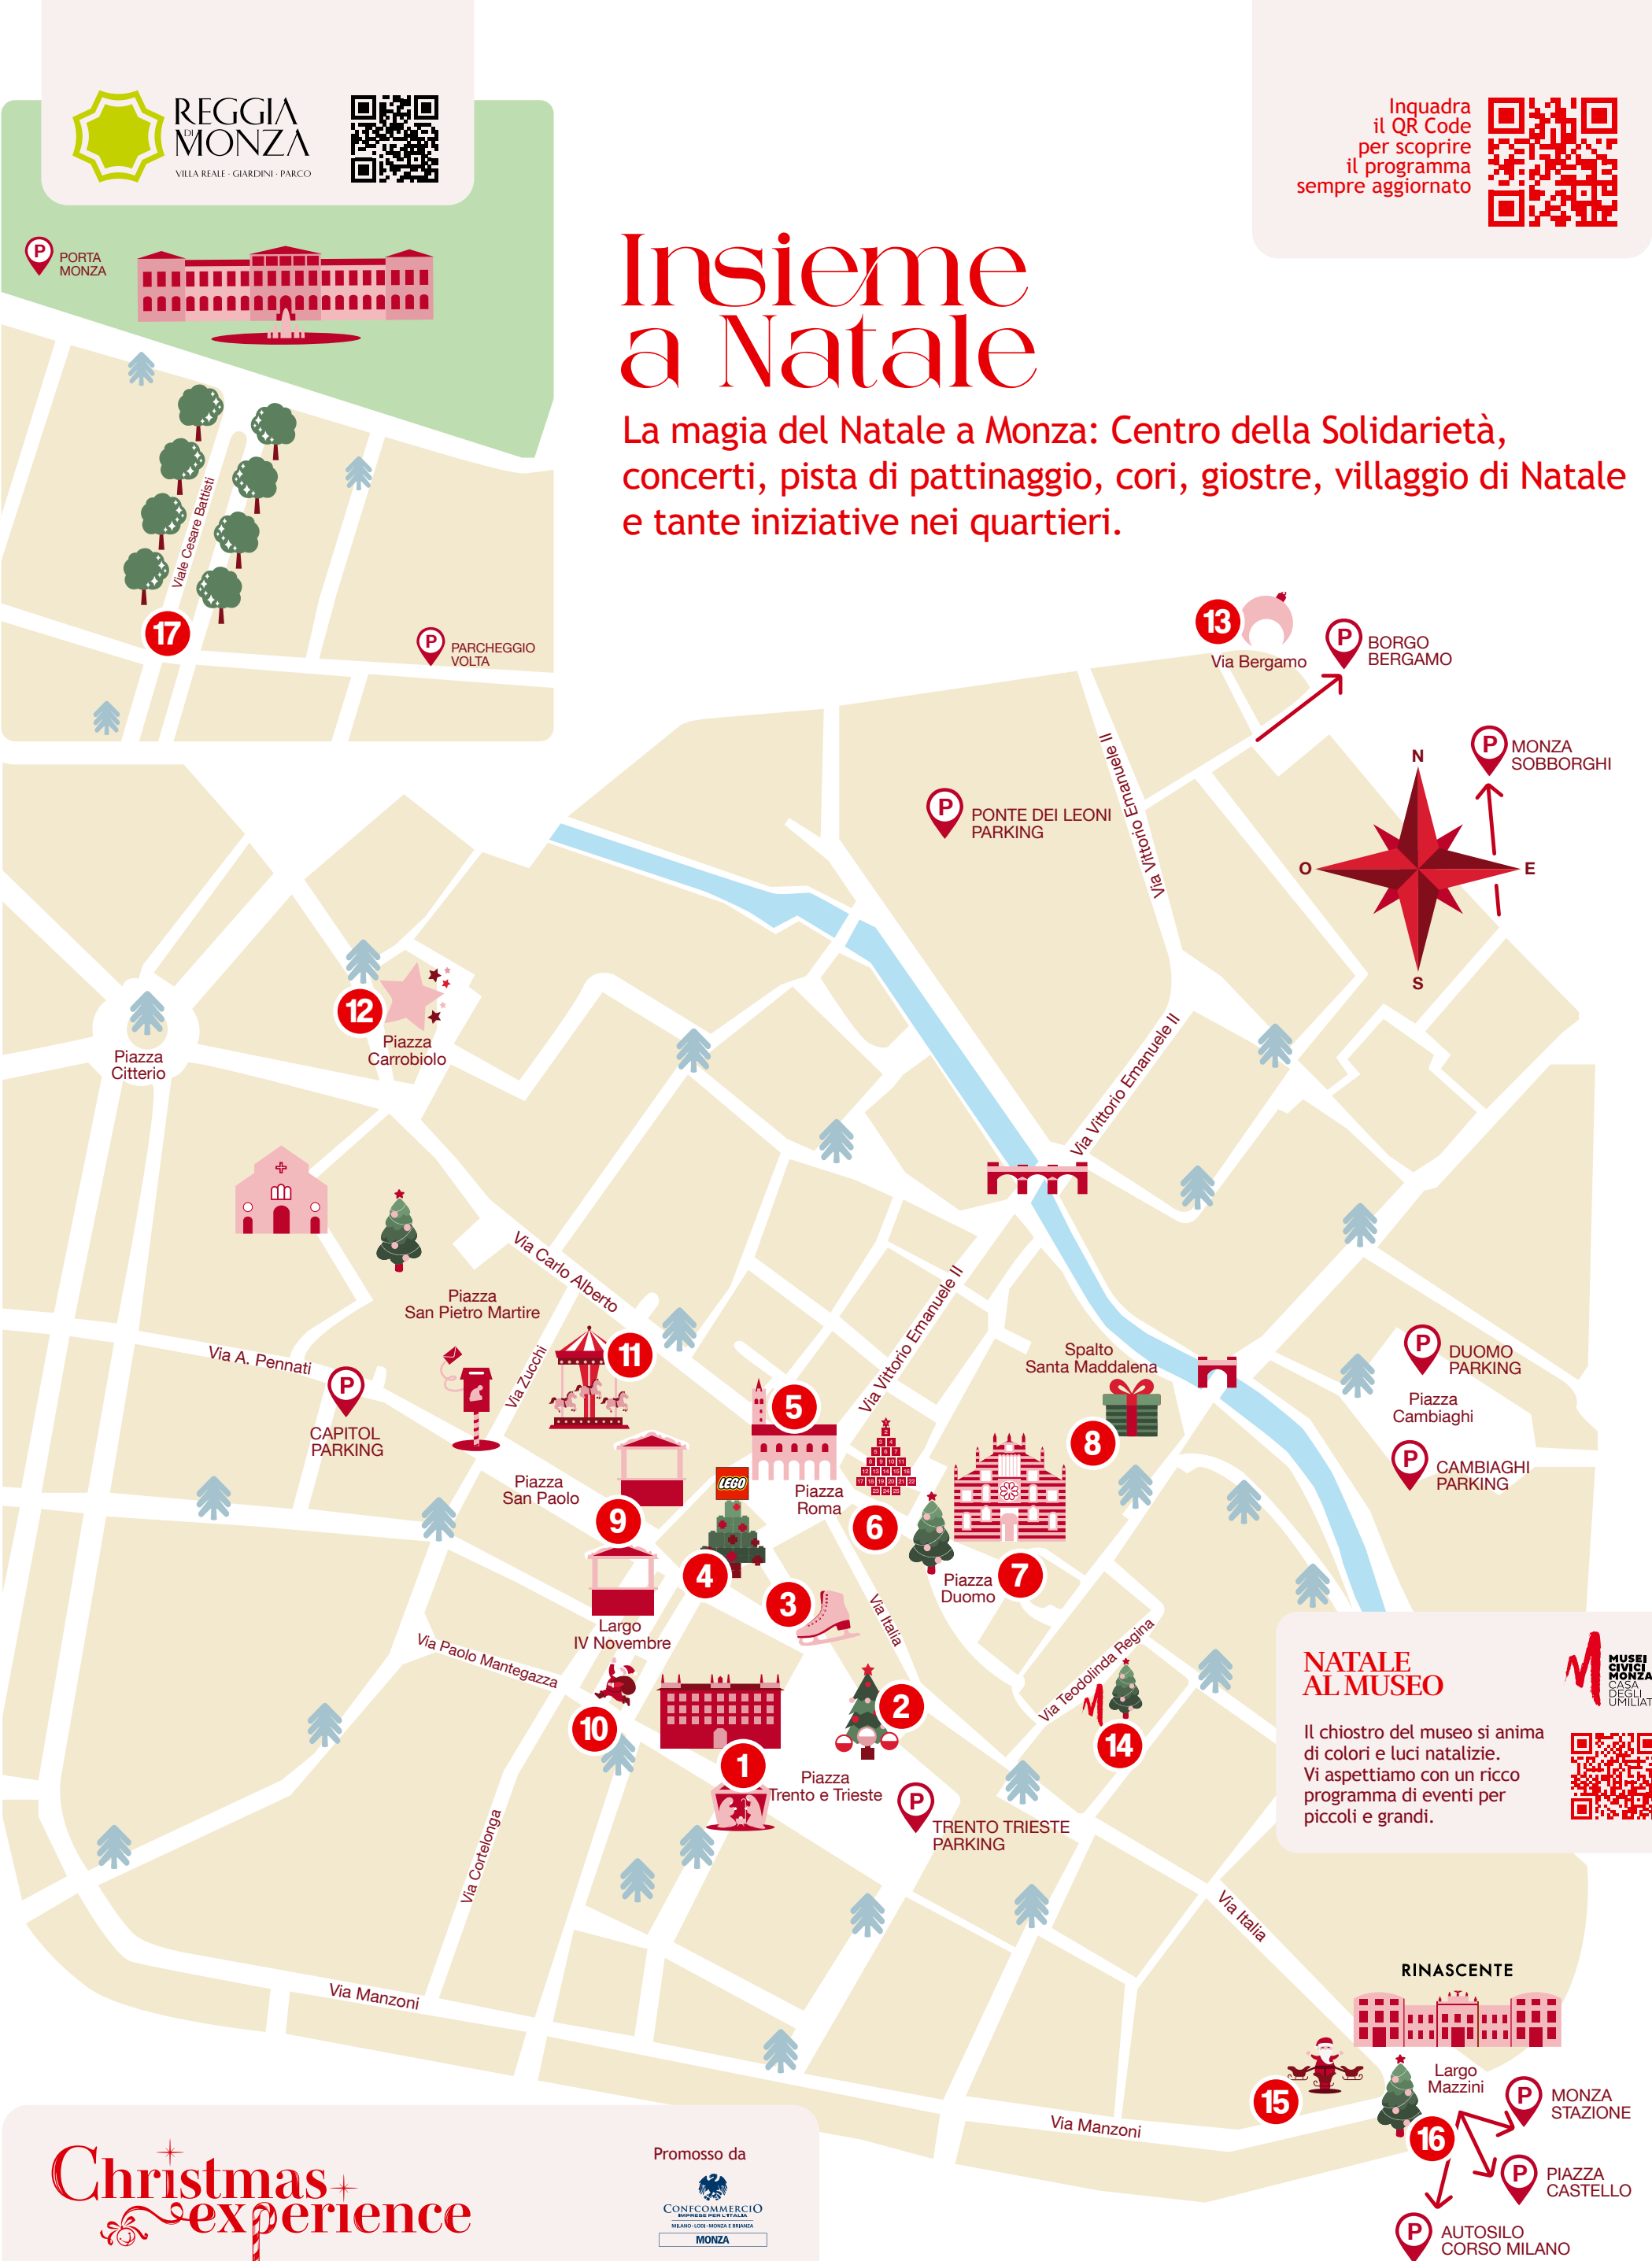 REGGIA
DI
MONZA
VILLA REALE · GIARDINI · PARCO
Inquadra
il QR Code
per scoprire
il programma
sempre aggiornato
P
PORTA
MONZA
Insieme
a Natale
La magia del Natale a Monza: Centro della Solidarietà,
concerti, pista di pattinaggio, cori, giostre, villaggio di Natale
e tante iniziative nei quartieri.
Viale Cesare Battisti
17
P
PARCHEGGIO
VOLTA
13
Via Bergamo
P
BORGO
BERGAMO
P
MONZA
SOBBORGHI
N
O
E
S
Via Vittorio Emanuele II
P
PONTE DEI LEONI
PARKING
12
Piazza
Carrobiolo
Piazza
Citterio
Via Vittorio Emanuele II
Via Carlo Alberto
Piazza
San Pietro Martire
Via Vittorio Emanuele II
Via A. Pennati
P
CAPITOL
PARKING
Via Zucchi
11
Spalto
Santa Maddalena
8
P
DUOMO
PARKING
Piazza
Cambiaghi
P
CAMBIAGHI
PARKING
5
Piazza
Roma
LEGO
Piazza
San Paolo
9
4
6
7
Piazza
Duomo
3
Via Italia
Largo
IV Novembre
Via Paolo Mantegazza
10
1
2
Piazza
Trento e Trieste
P
TRENTO TRIESTE
PARKING
Via Teodolinda Regina
14
NATALE
AL MUSEO
MUSEI
CIVICI
MONZA
CASA
DEGLI
UMILIAT
Il chiostro del museo si anima
di colori e luci natalizie.
Vi aspettiamo con un ricco
programma di eventi per
piccoli e grandi.
Via Cortelonga
Via Italia
Via Manzoni
RINASCENTE
15
Largo
Mazzini
16
P
MONZA
STAZIONE
P
PIAZZA
CASTELLO
P
AUTOSILO
CORSO MILANO
Via Manzoni
Christmas
experience
Promosso da
CONFCOMMERCIO
IMPRESE PER L'ITALIA
MILANO · LODI · MONZA E BRIANZA
MONZA